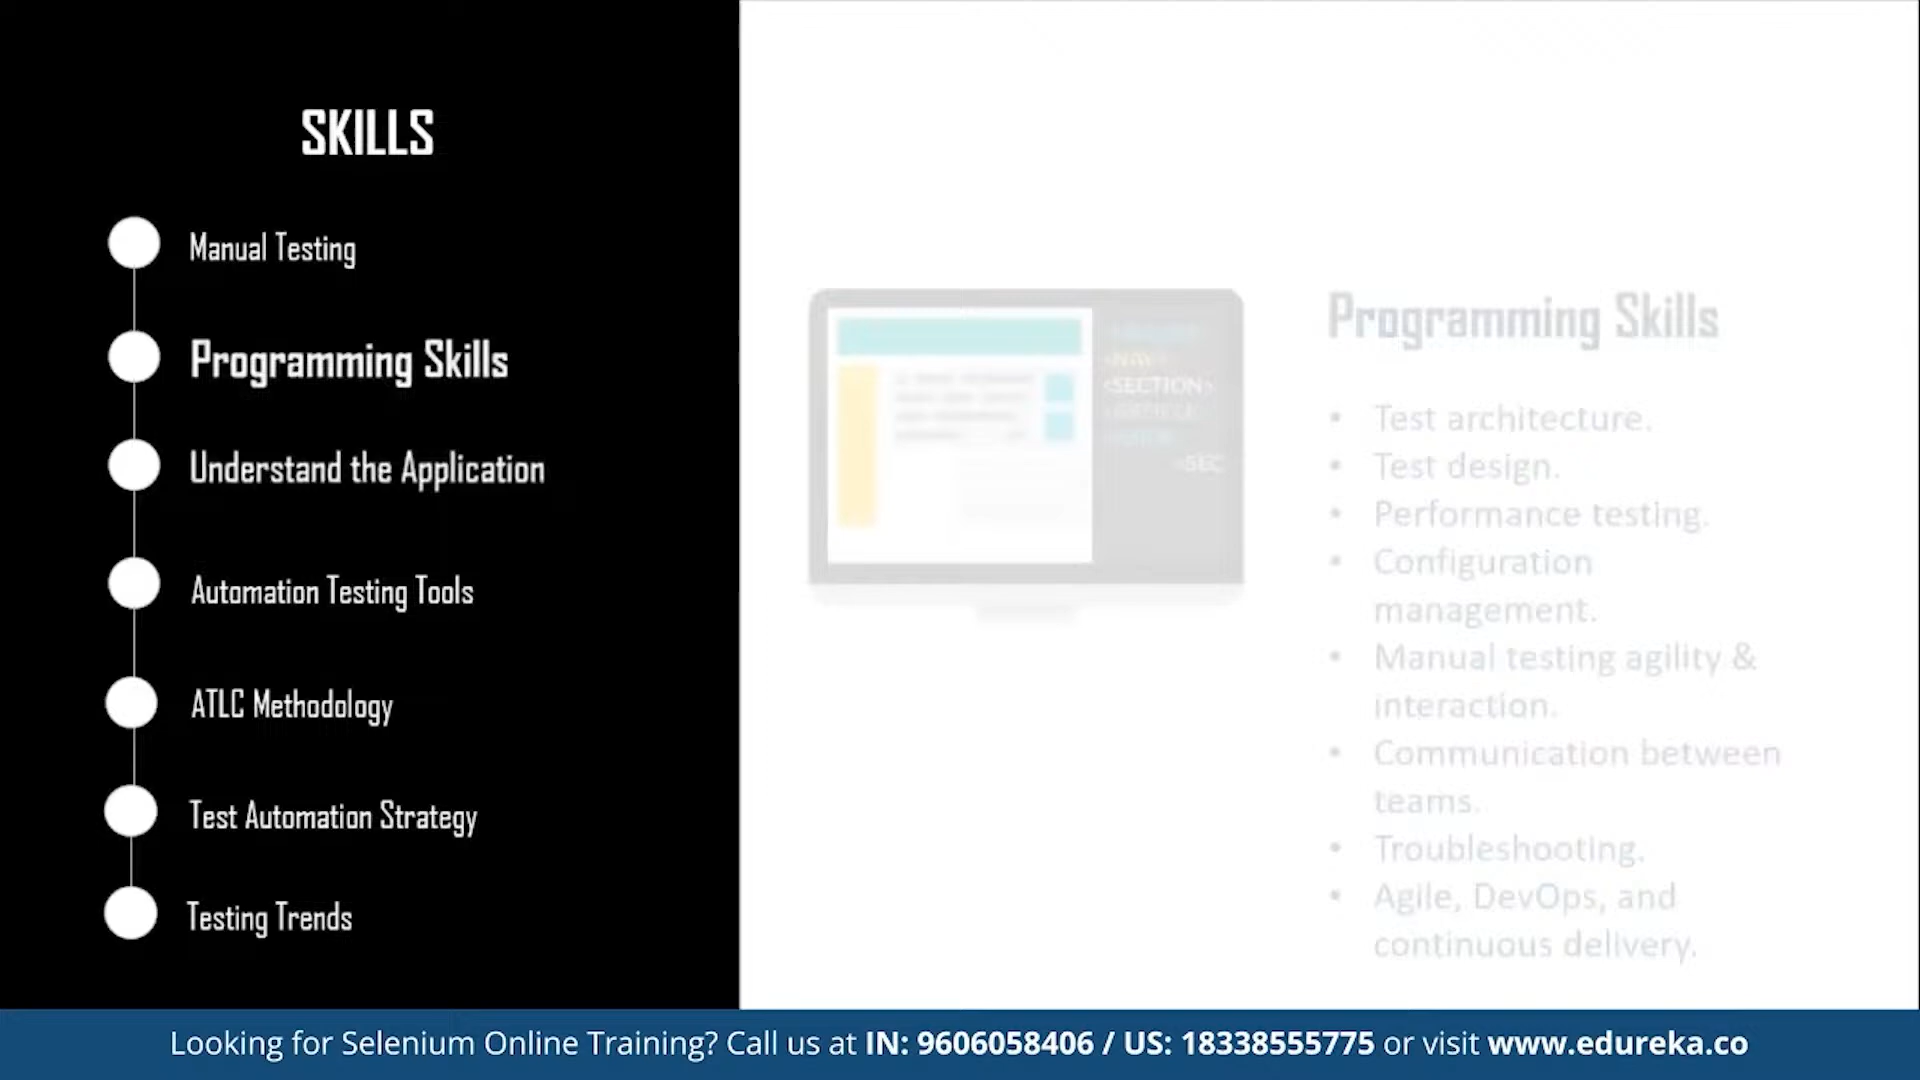 SKILLS
Manual Testing
Programming Skills
Understand the Application
Automation Testing Tools
ATLC Methodology
Test Automation Strategy
Testing Trends
<NAV>
<SECTION>
<SEC
Programming Skills
• Test architecture.
• Test design.
• Performance testing.
• Configuration
management.
• Manual testing agility &
interaction.
• Communication between
teams.
• Troubleshooting.
• Agile, DevOps, and
continuous delivery.
Looking for Selenium Online Training? Call us at IN: 9606058406 / US: 18338555775 or visit www.edureka.co